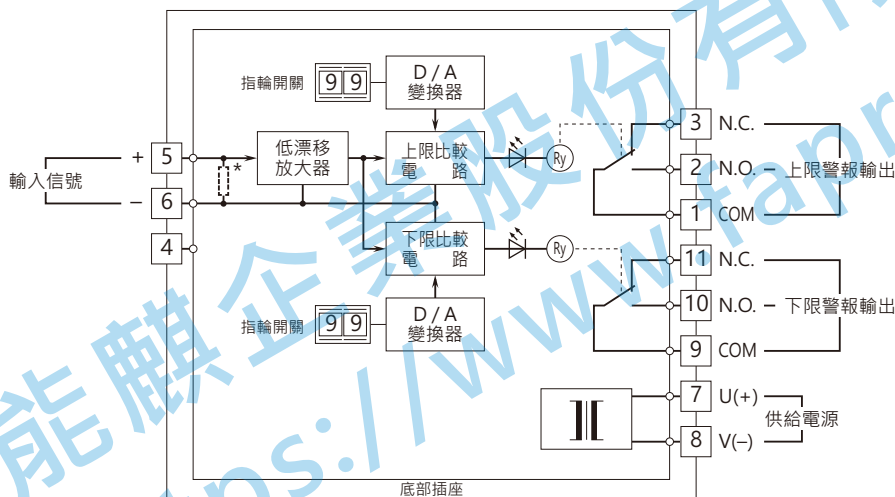 指輪開關
9 9
D / A
變換器
3 N.C.
+ 5
低漂移
放大器
上限比較
電 路
Ry
2 N.O.
上限警報輸出
輸入信號
*
− 6
1 COM
4
下限比較
電 路
Ry
11 N.C.
指輪開關
9 9
D / A
變換器
10 N.O.
下限警報輸出
9 COM
7 U(+)
供給電源
8 V(−)
底部插座
能麒企業股份有
ps://www.fapr